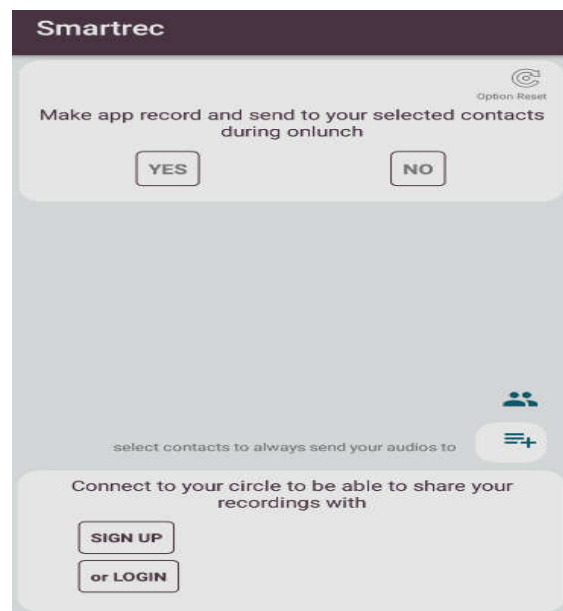 Smartrec
Option Reset
Make app record and send to your selected contacts
during onlunch
YES
NO
select contacts to always send your audios to
Connect to your circle to be able to share your
recordings with
SIGN UP
or LOGIN